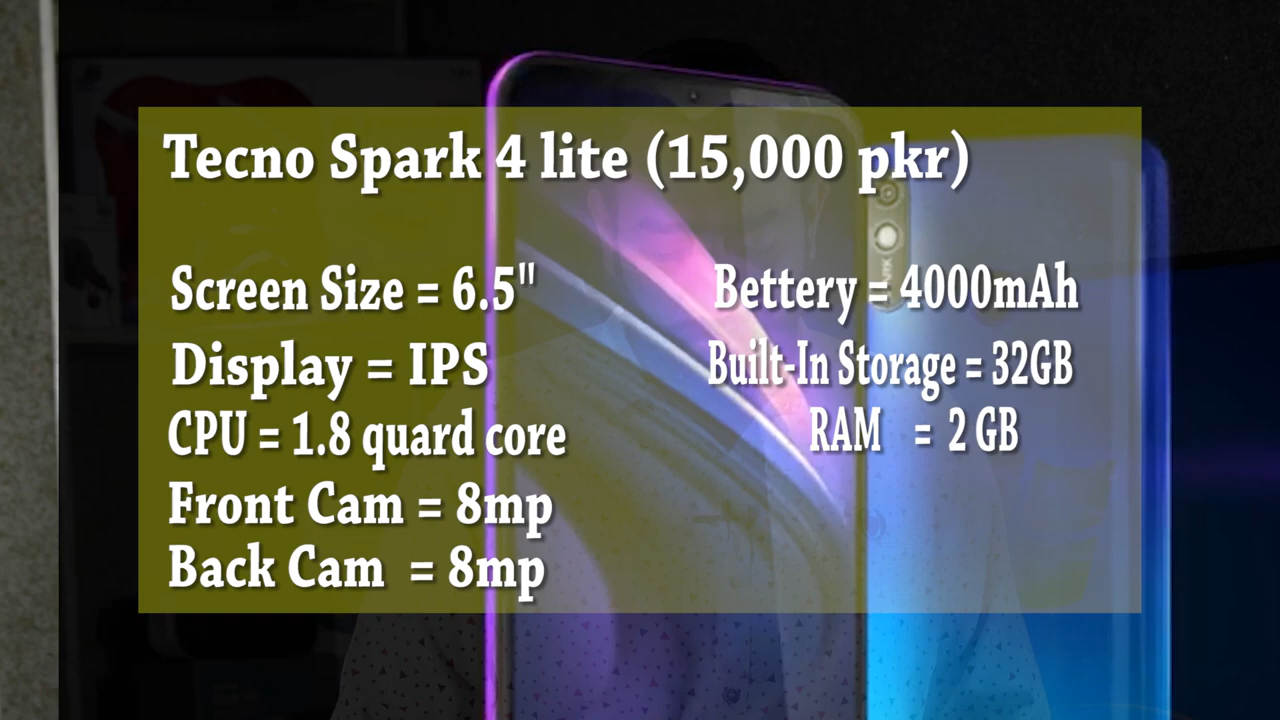 Tecno Spark 4 lite (15,000 pkr)
Screen Size = 6.5"
Display = IPS
CPU = 1.8 quard core
Front Cam = 8mp
Back Cam = 8mp
Bettery = 4000mAh
Built-In Storage = 32GB
RAM = 2 GB